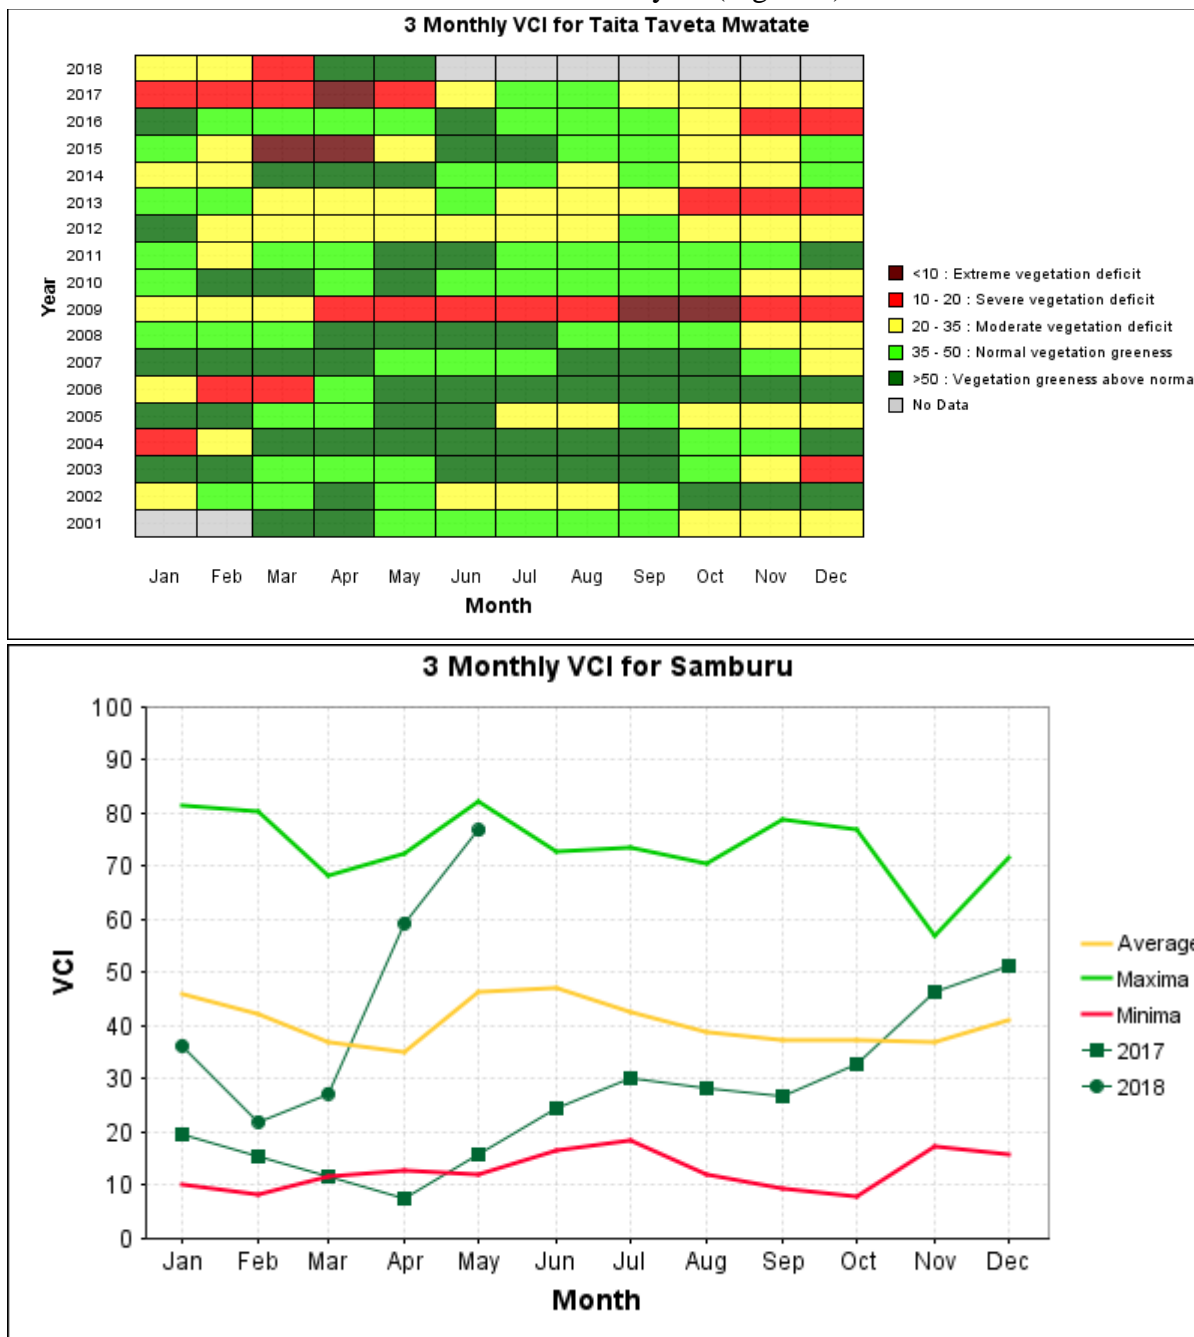 3 Monthly VCI for Taita Taveta Mwatate
2018
2017
2016
2015
2014
2013
2012
2011
2010
2009
2008
2007
2006
2005
2004
2003
2002
2001
Year
Jan Feb Mar Apr May Jun Jul Aug Sep Oct Nov Dec
Month
<10 : Extreme vegetation deficit
10 - 20 : Severe vegetation deficit
20 - 35 : Moderate vegetation deficit
35 - 50 : Normal vegetation greeness
>50 : Vegetation greeness above norma
No Data
3 Monthly VCI for Samburu
100
90
80
70
60
50
40
30
20
10
0
VCI
Jan Feb Mar Apr May Jun Jul Aug Sep Oct Nov Dec
Month
Average
Maxima
Minima
2017
2018